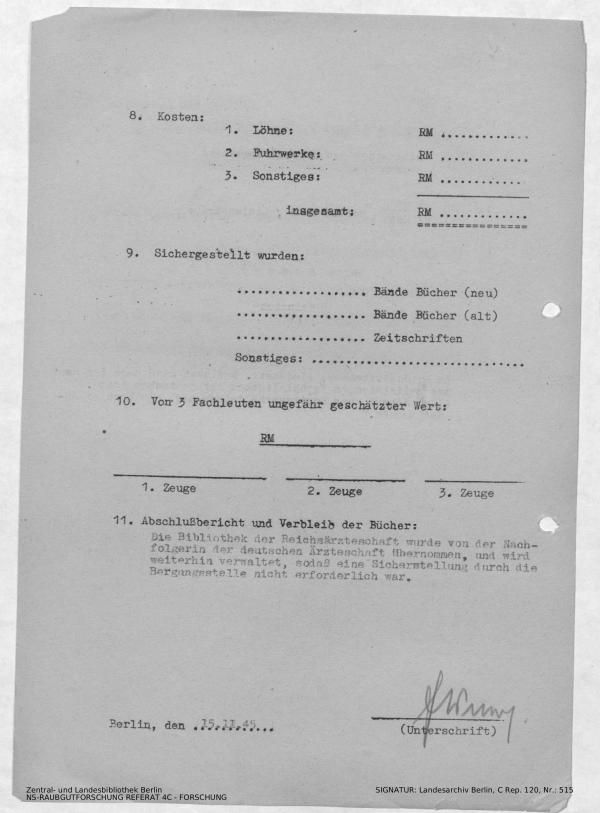 8. Kosten:
1. Löhne: RM .............
2. Fuhrwerke: RM .............
3. Sonstiges: RM .............
insgesamt: RM .............
9. Sichergestellt wurden:
................... Bände Bücher (neu)
................... Bände Bücher (alt)
................... Zeitschriften
Sonstiges: ...............................
10. Von 3 Fachleuten ungefähr geschätzter Wert:
RM
1. Zeuge 2. Zeuge 3. Zeuge
11. Abschlußbericht und Verbleib der Bücher:
Die Bibliothek der Reichsärzteschaft wurde von der Nach-
folgerin der deutschen Ärzteschaft übernommen, und wird
weiterhin verwaltet, sodaß eine Sicherstellung durch die
Bergungsstelle nicht erforderlich war.
Berlin, den 15.11.45
(Unterschrift)
Zentral- und Landesbibliothek Berlin
NS-RAUBGUTFORSCHUNG REFERAT 4C - FORSCHUNG
SIGNATUR: Landesarchiv Berlin, C Rep. 120, Nr.: 515